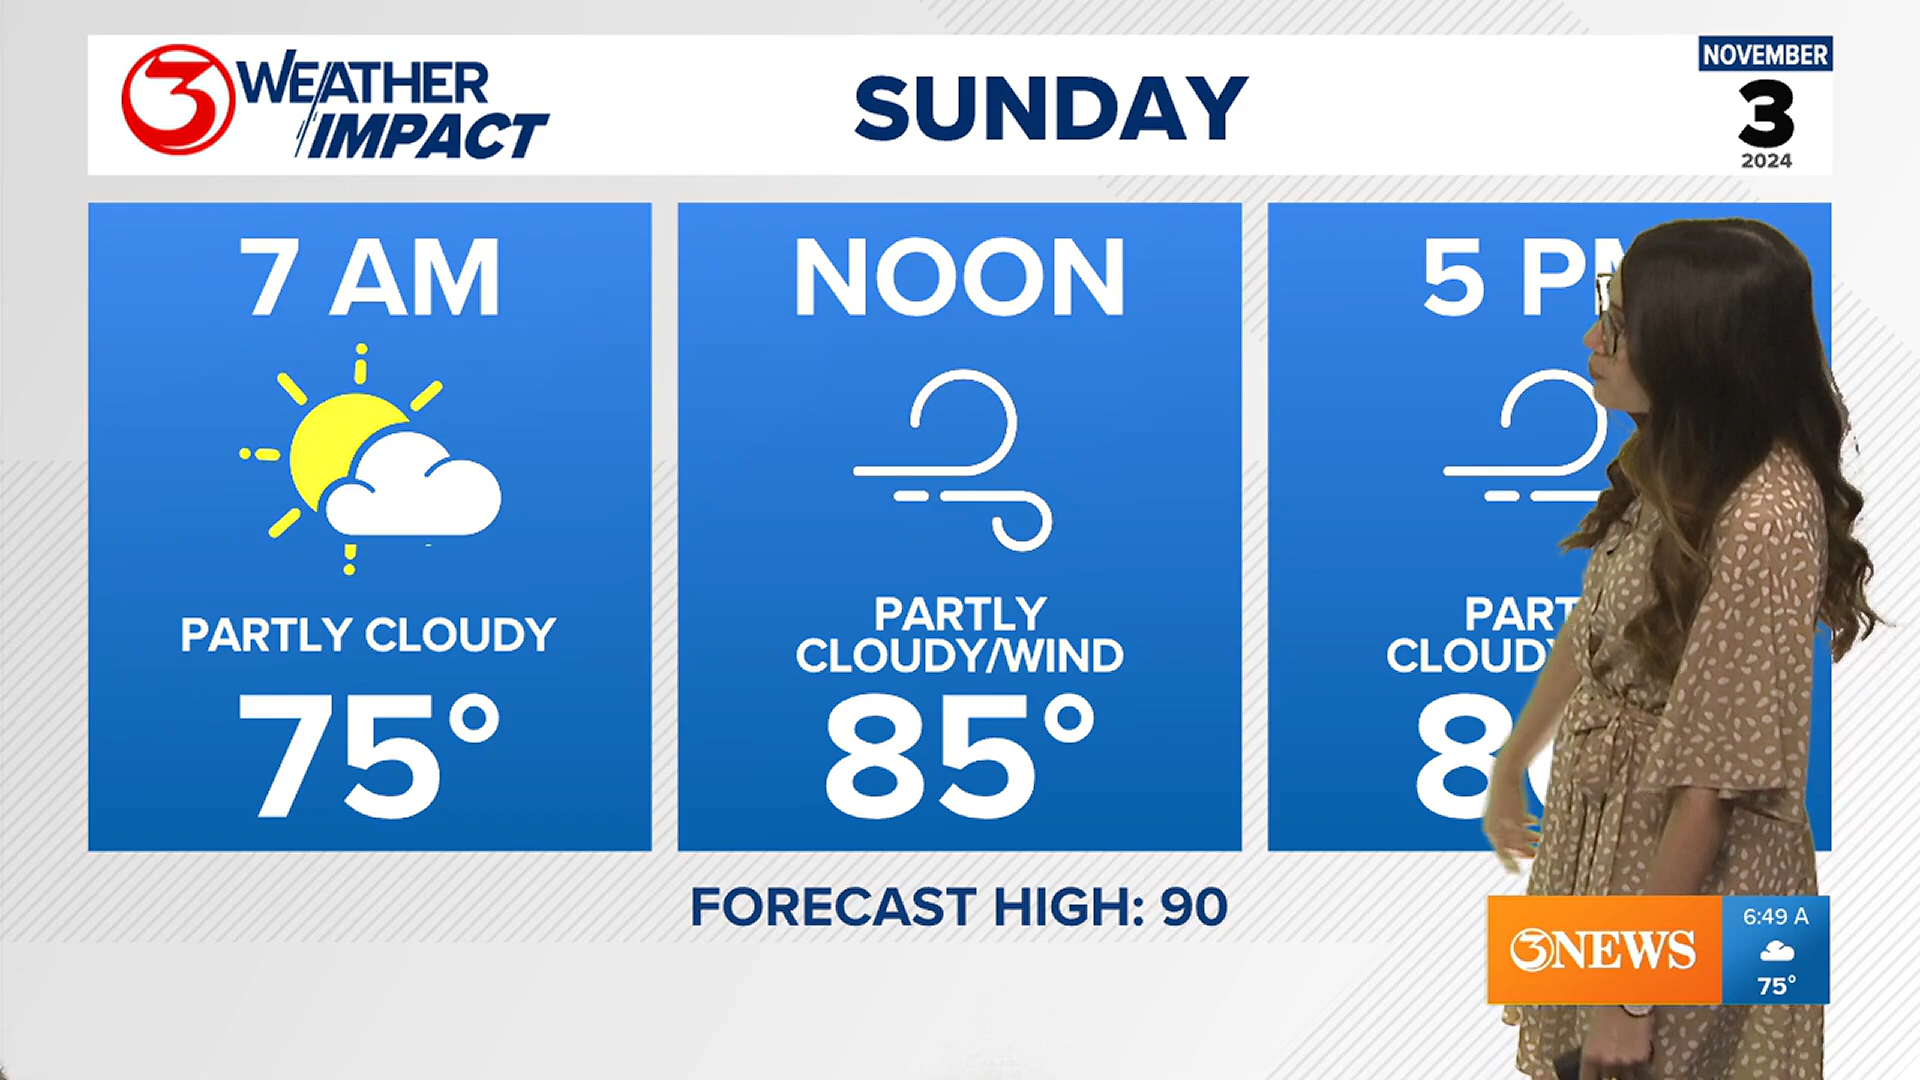 3 WEATHER
IMPACT
SUNDAY
NOVEMBER
3
2024
7 AM
PARTLY CLOUDY
75°
NOON
PARTLY
CLOUDY/WIND
85°
5
FORECAST HIGH: 90
3NEWS
6:49 A
75°